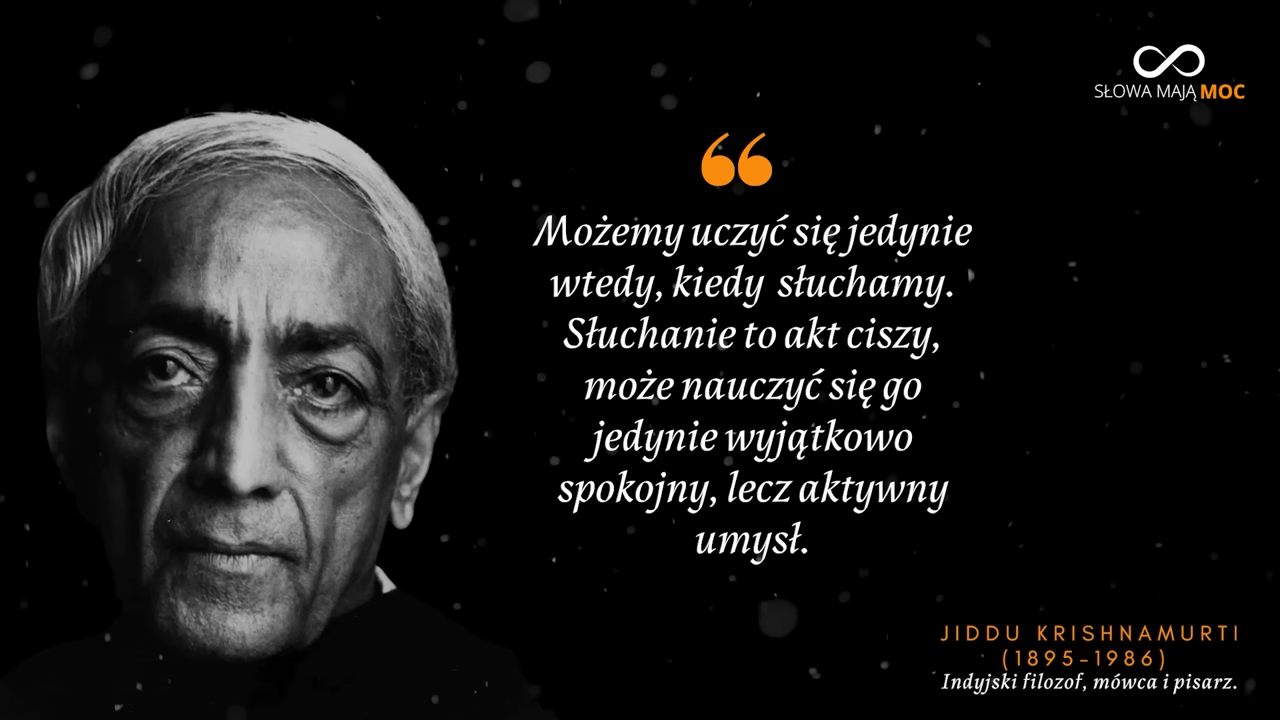 SŁOWA MAJĄ MOC
Możemy uczyć się jedynie
wtedy, kiedy słuchamy.
Słuchanie to akt ciszy,
może nauczyć się go
jedynie wyjątkowo
spokojny, lecz aktywny
umysł.
JIDDU KRISHNAMURTI
(1895-1986)
Indyjski filozof, mówca i pisarz.